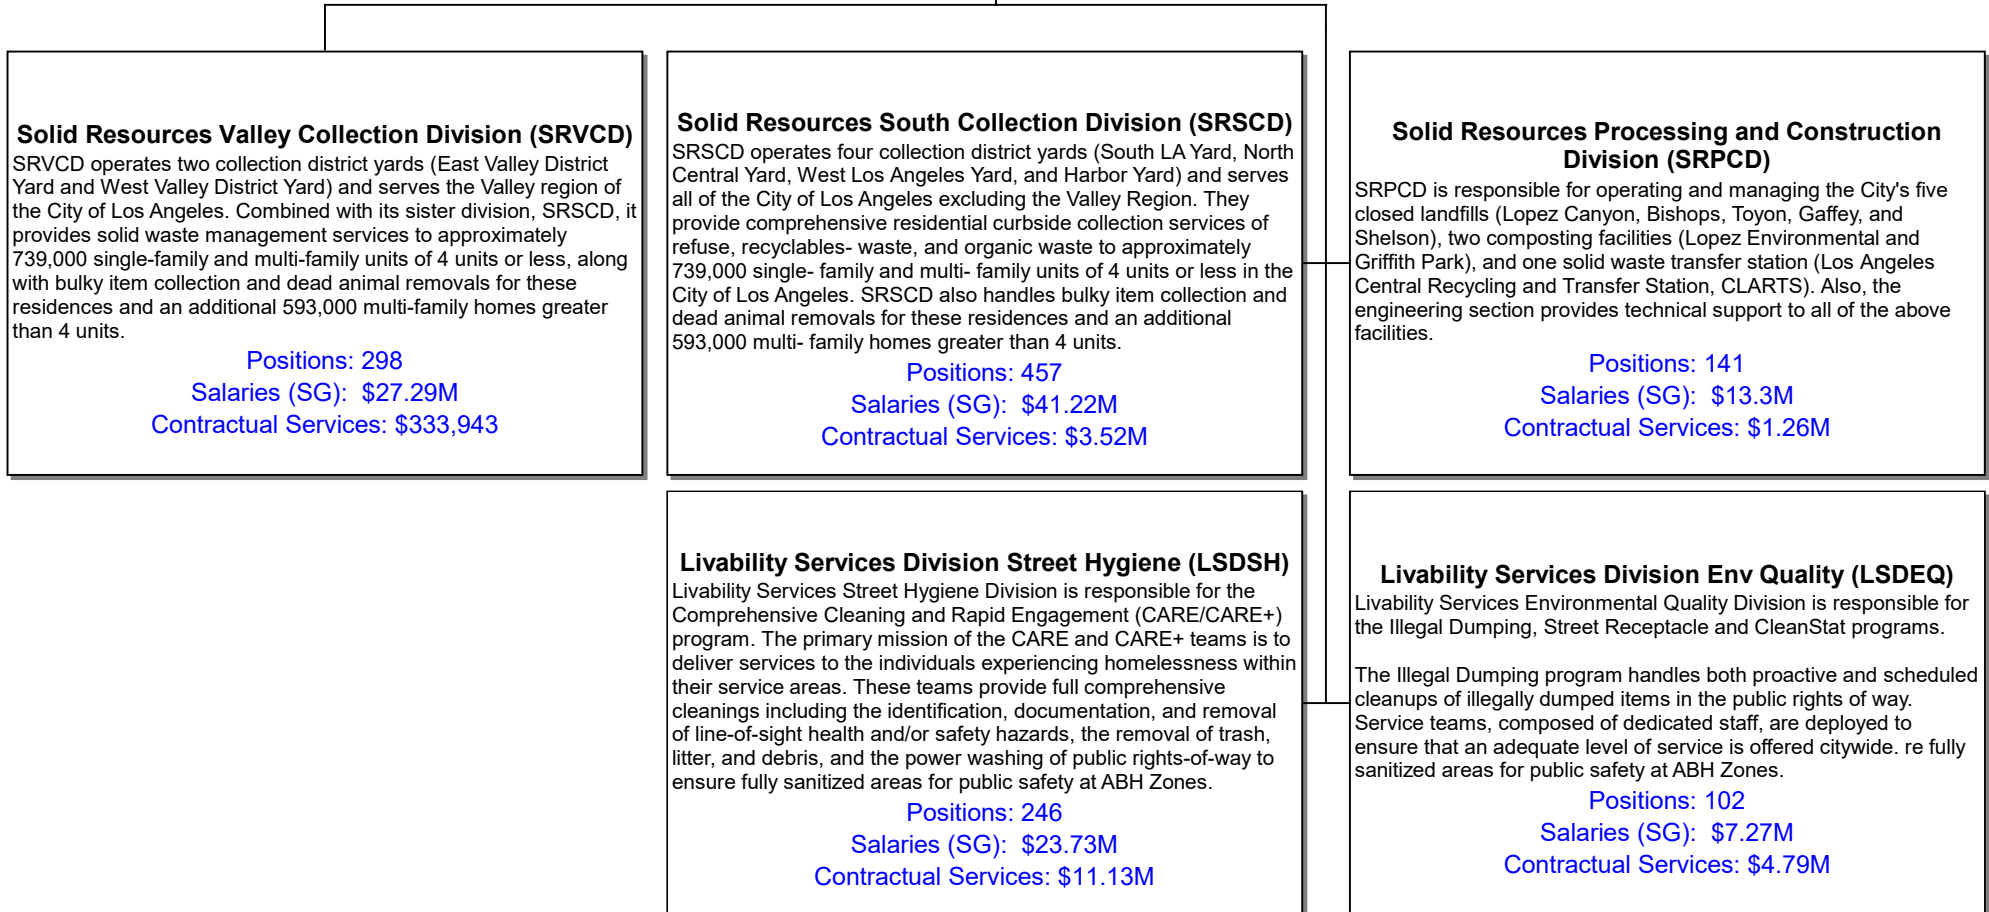 Solid Resources Valley Collection Division (SRVCD)
SRVCD operates two collection district yards (East Valley District
Yard and West Valley District Yard) and serves the Valley region of
the City of Los Angeles. Combined with its sister division, SRSCD, it
provides solid waste management services to approximately
739,000 single-family and multi-family units of 4 units or less, along
with bulky item collection and dead animal removals for these
residences and an additional 593,000 multi-family homes greater
than 4 units.
Positions: 298
Salaries (SG): $27.29M
Contractual Services: $333,943
Solid Resources South Collection Division (SRSCD)
SRSCD operates four collection district yards (South LA Yard, North
Central Yard, West Los Angeles Yard, and Harbor Yard) and serves
all of the City of Los Angeles excluding the Valley Region. They
provide comprehensive residential curbside collection services of
refuse, recyclables- waste, and organic waste to approximately
739,000 single- family and multi- family units of 4 units or less in the
City of Los Angeles. SRSCD also handles bulky item collection and
dead animal removals for these residences and an additional
593,000 multi- family homes greater than 4 units.
Positions: 457
Salaries (SG): $41.22M
Contractual Services: $3.52M
Solid Resources Processing and Construction
Division (SRPCD)
SRPCD is responsible for operating and managing the City's five
closed landfills (Lopez Canyon, Bishops, Toyon, Gaffey, and
Shelson), two composting facilities (Lopez Environmental and
Griffith Park), and one solid waste transfer station (Los Angeles
Central Recycling and Transfer Station, CLARTS). Also, the
engineering section provides technical support to all of the above
facilities.
Positions: 141
Salaries (SG): $13.3M
Contractual Services: $1.26M
Livability Services Division Street Hygiene (LSDSH)
Livability Services Street Hygiene Division is responsible for the
Comprehensive Cleaning and Rapid Engagement (CARE/CARE+)
program. The primary mission of the CARE and CARE+ teams is to
deliver services to the individuals experiencing homelessness within
their service areas. These teams provide full comprehensive
cleanings including the identification, documentation, and removal
of line-of-sight health and/or safety hazards, the removal of trash,
litter, and debris, and the power washing of public rights-of-way to
ensure fully sanitized areas for public safety at ABH Zones.
Positions: 246
Salaries (SG): $23.73M
Contractual Services: $11.13M
Livability Services Division Env Quality (LSDEQ)
Livability Services Environmental Quality Division is responsible for
the Illegal Dumping, Street Receptacle and CleanStat programs.
The Illegal Dumping program handles both proactive and scheduled
cleanups of illegally dumped items in the public rights of way.
Service teams, composed of dedicated staff, are deployed to
ensure that an adequate level of service is offered citywide. re fully
sanitized areas for public safety at ABH Zones.
Positions: 102
Salaries (SG): $7.27M
Contractual Services: $4.79M